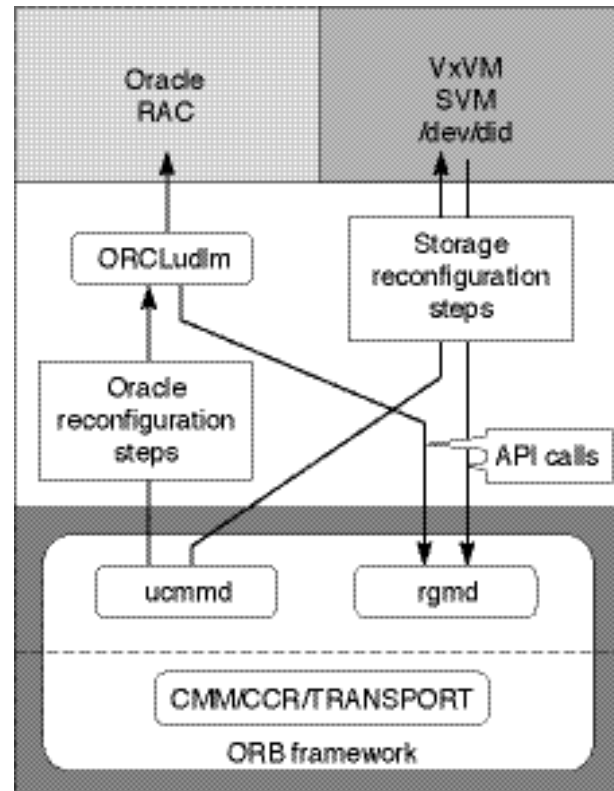 Oracle
RAC
VxVM
SVM
/dev/did
ORCLudlm
Storage
reconfiguration
steps
Oracle
reconfiguration
steps
API calls
ucmmd
rgmd
CMM/CCR/TRANSPORT
ORB framework